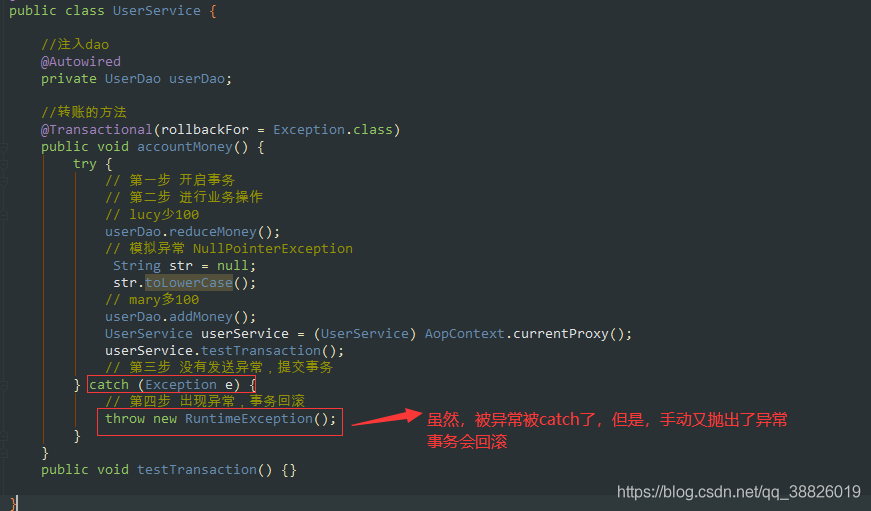 public class UserService {
//注入dao
@Autowired
private UserDao userDao;
//转账的方法
@Transactional(rollbackFor = Exception.class)
public void accountMoney() {
try {
// 第一步 开启事务
// 第二步 进行业务操作
// lucy少100
userDao.reduceMoney();
// 模拟异常 NullPointerException
String str = null;
str.toLowerCase();
// mary多100
userDao.addMoney();
UserService userService = (UserService) AopContext.currentProxy();
userService.testTransaction();
// 第三步 没有发送异常，提交事务
} catch (Exception e) {
// 第四步 出现异常，事务回滚
throw new RuntimeException();
虽然，被异常被catch了，但是，手动又抛出了异常
事务会回滚
}
}
public void testTransaction() {}
}
https://blog.csdn.net/qq_38826019